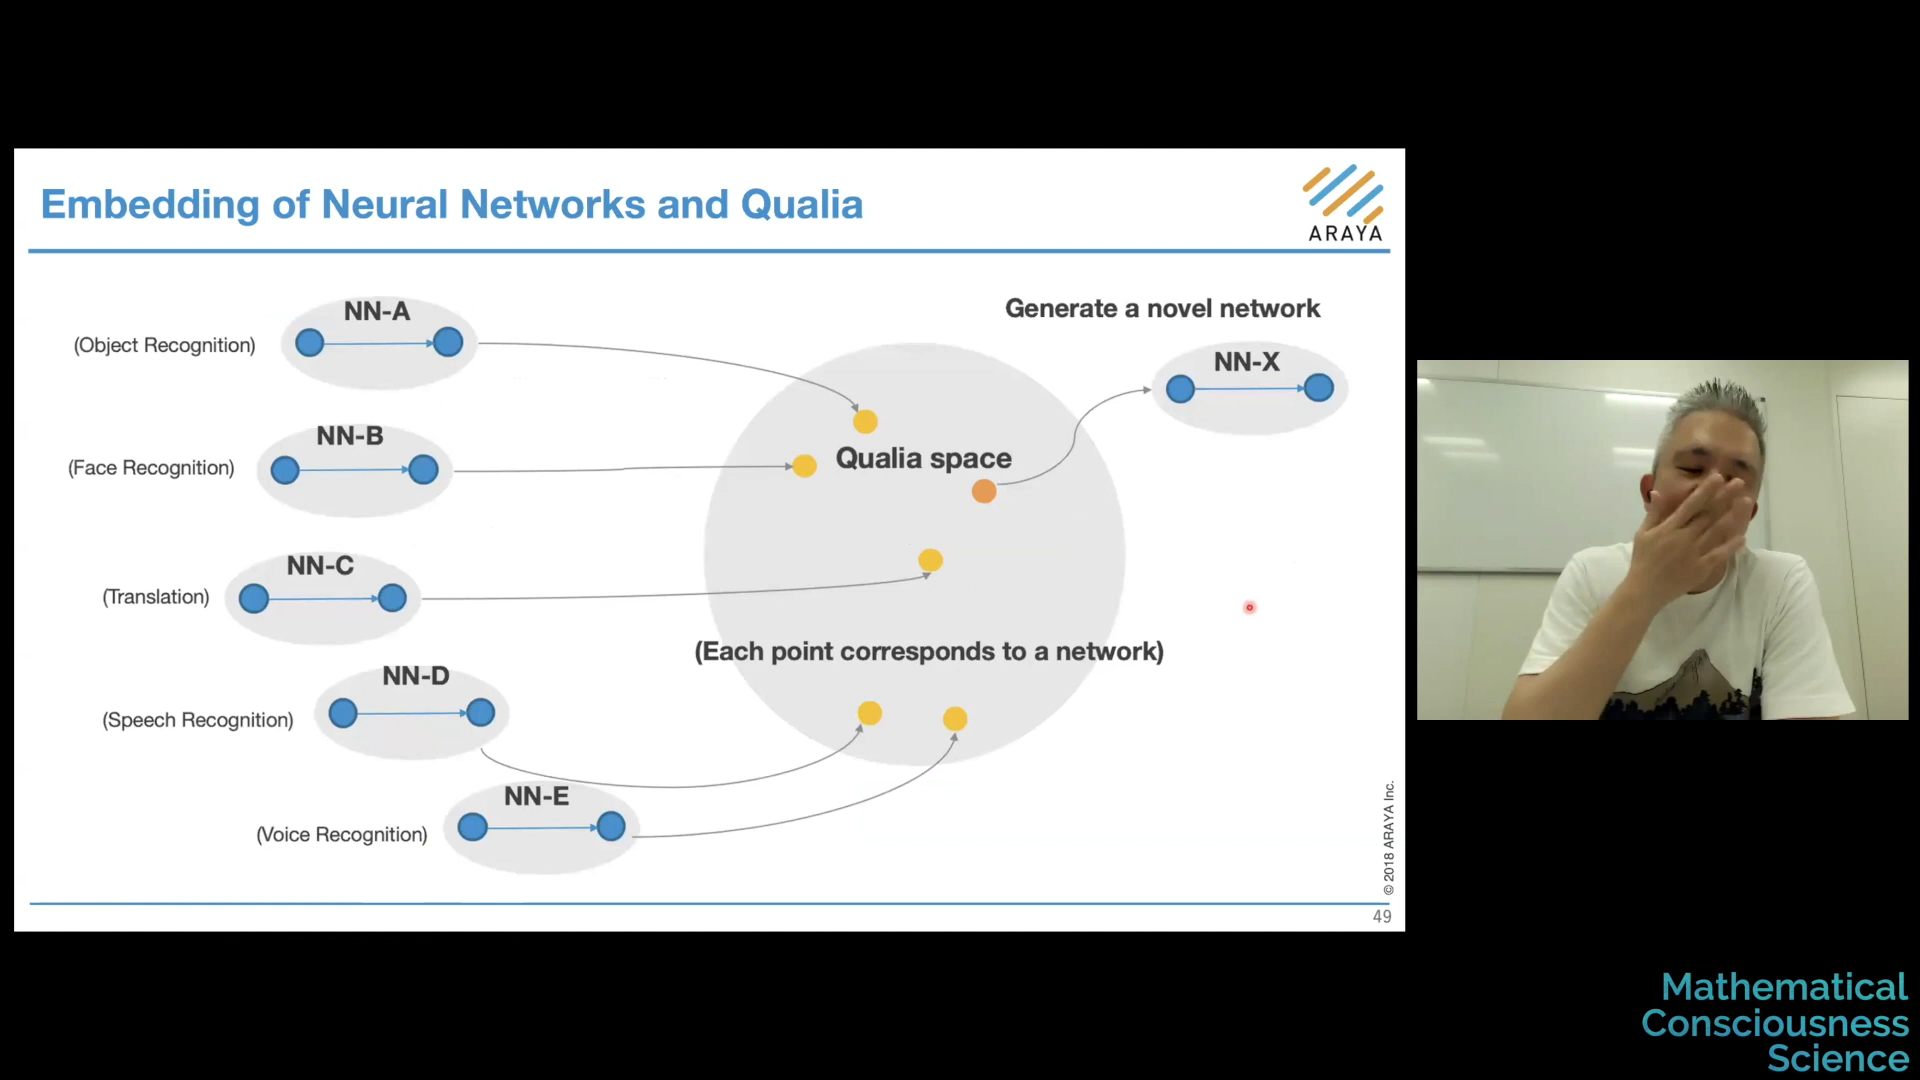 Embedding of Neural Networks and Qualia
ARAYA
NN-A
(Object Recognition)
Generate a novel network
NN-X
NN-B
(Face Recognition)
Qualia space
NN-C
(Translation)
(Each point corresponds to a network)
NN-D
(Speech Recognition)
NN-E
(Voice Recognition)
© 2018 ARAYA Inc.
49
Mathematical
Consciousness
Science